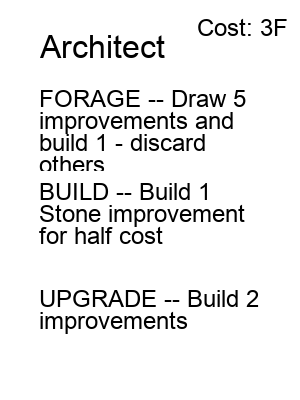 Cost: 3F
Architect
FORAGE -- Draw 5
improvements and
build 1 - discard
others
BUILD -- Build 1
Stone improvement
for half cost
UPGRADE -- Build 2
improvements